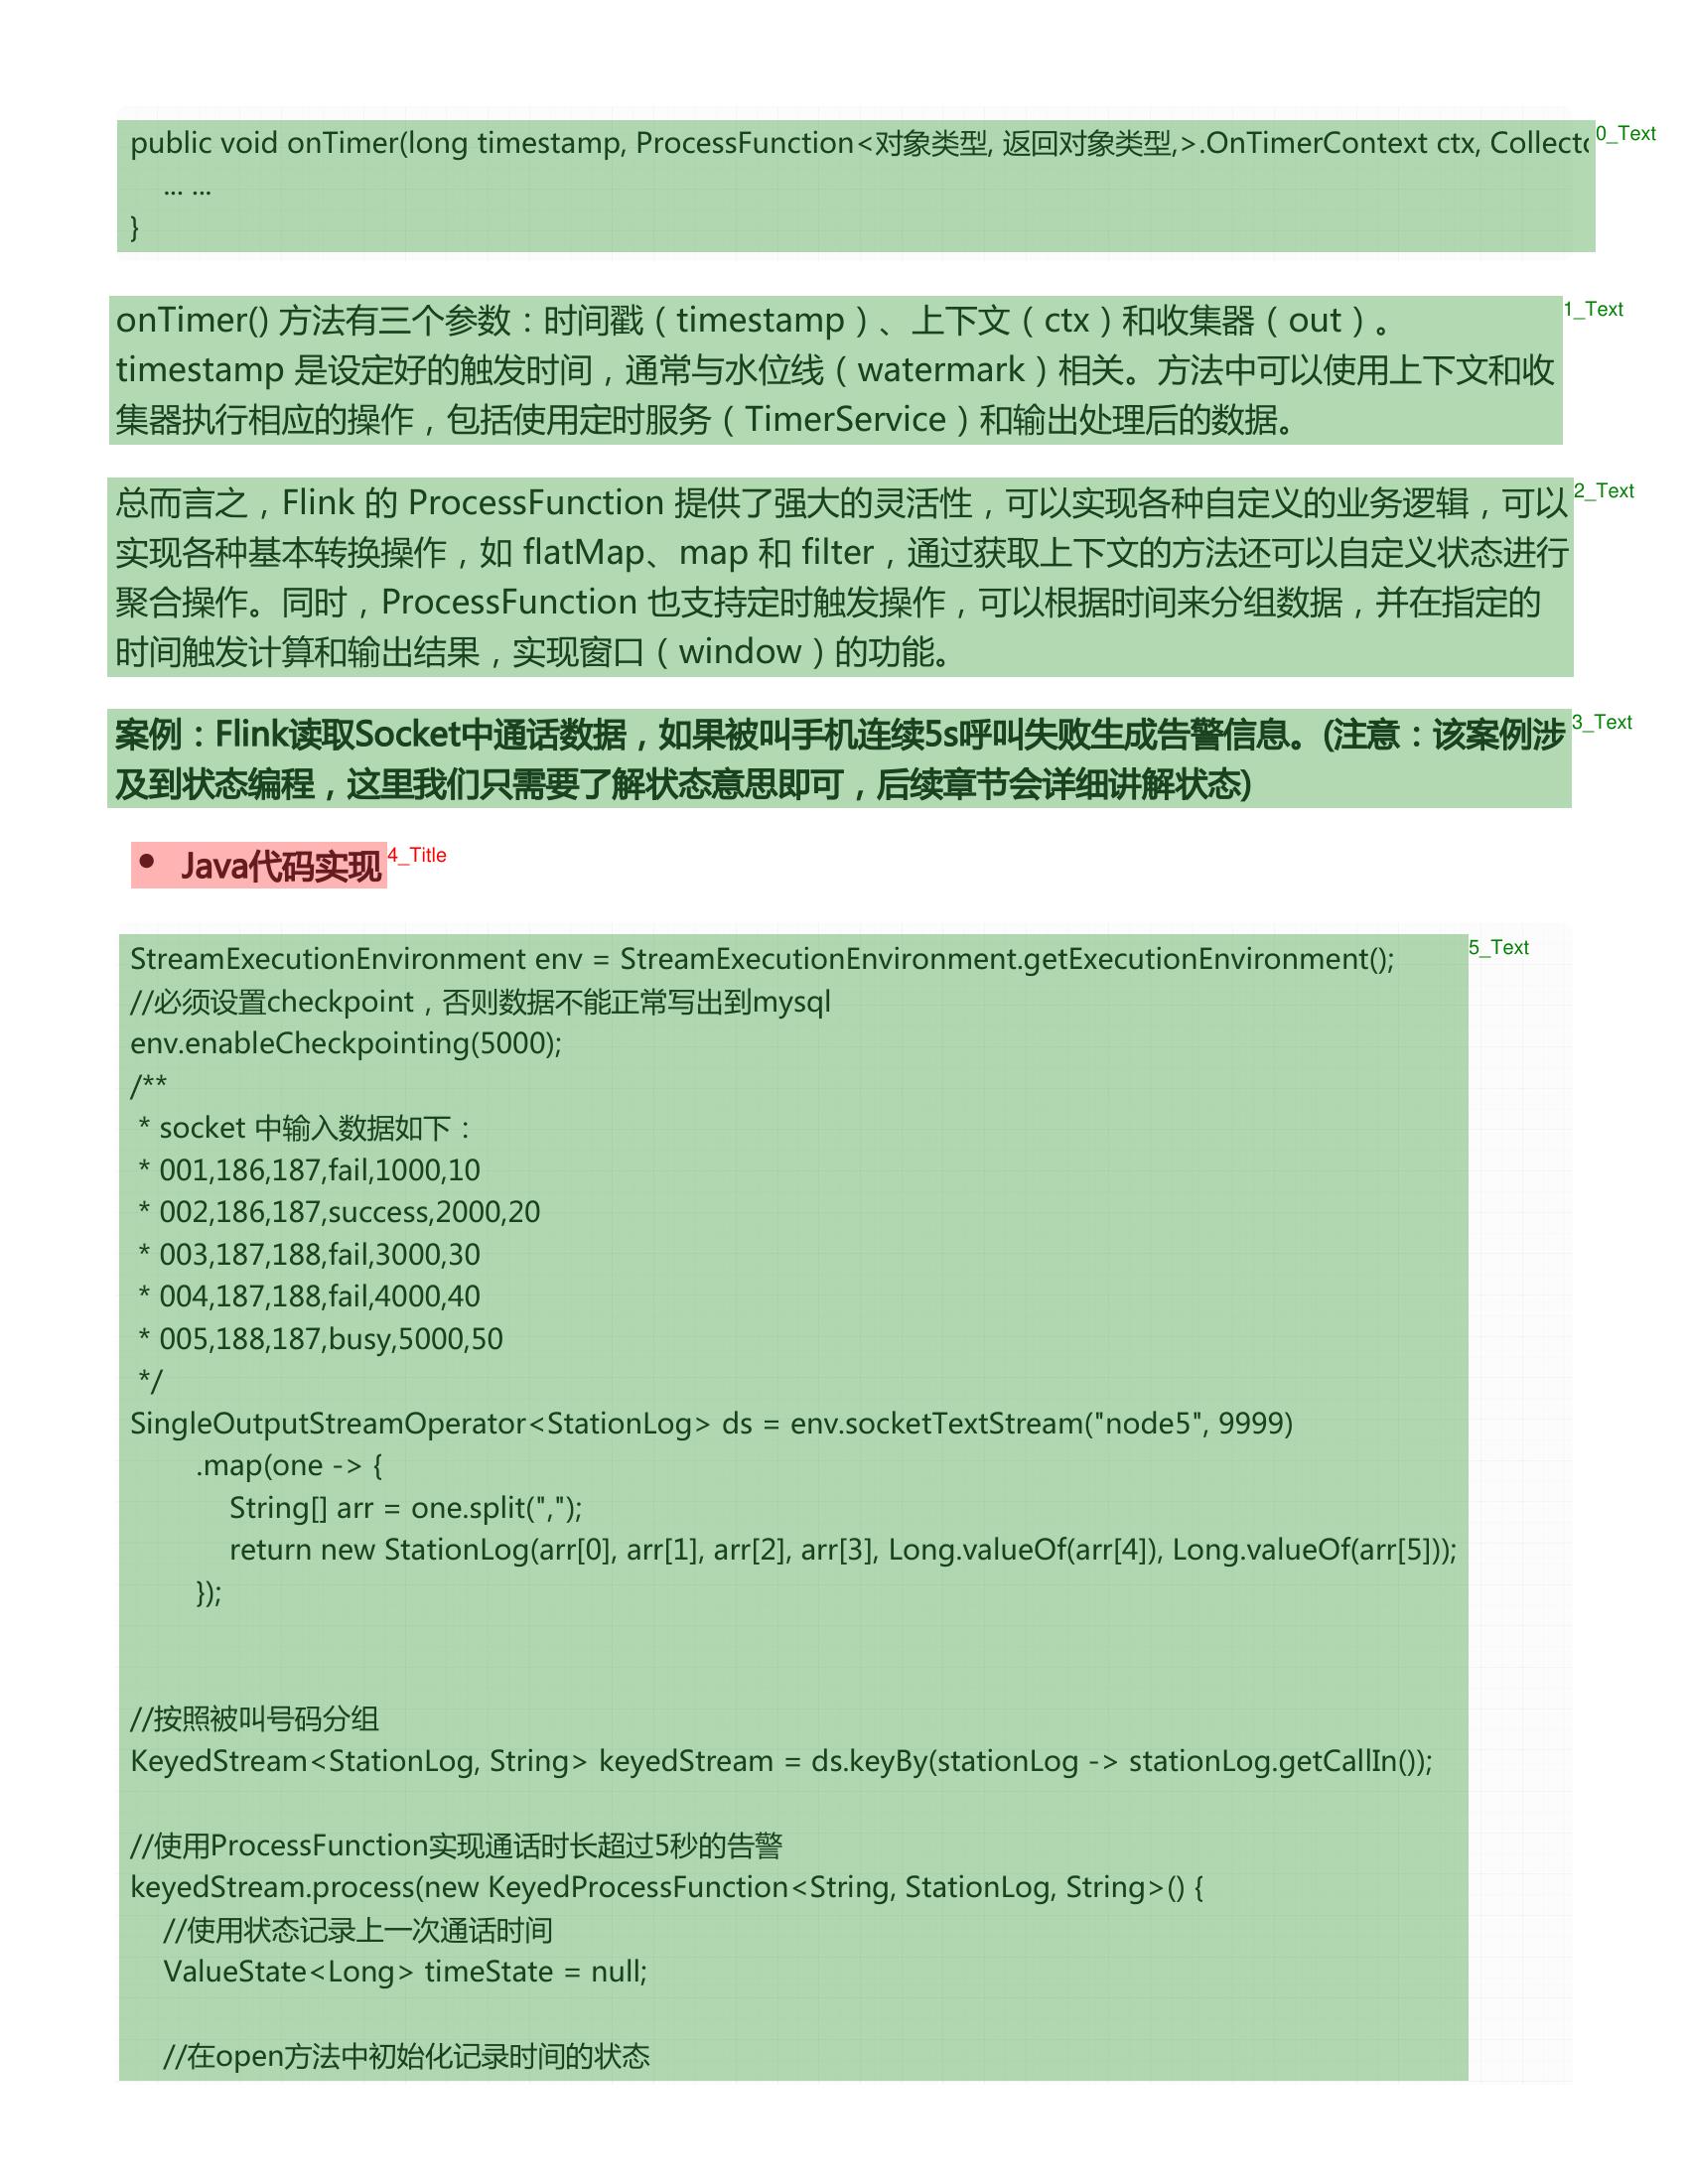 public void onTimer(long timestamp, ProcessFunction<对象类型, 返回对象类型,>.OnTimerContext ctx, Collect
0_Text
... ...
}
onTimer() 方法有三个参数：时间戳（timestamp）、上下文（ctx）和收集器（out）。
1_Text
timestamp 是设定好的触发时间，通常与水位线（watermark）相关。方法中可以使用上下文和收
集器执行相应的操作，包括使用定时服务（TimerService）和输出处理后的数据。
总而言之，Flink 的 ProcessFunction 提供了强大的灵活性，可以实现各种自定义的业务逻辑，可以
2_Text
实现各种基本转换操作，如 flatMap、map 和 filter，通过获取上下文的方法还可以自定义状态进行
聚合操作。同时，ProcessFunction 也支持定时触发操作，可以根据时间来分组数据，并在指定的
时间触发计算和输出结果，实现窗口（window）的功能。
案例：Flink读取Socket中通话数据，如果被叫手机连续5s呼叫失败生成告警信息。(注意：该案例涉
3_Text
及到状态编程，这里我们只需要了解状态意思即可，后续章节会详细讲解状态)
• Java代码实现
4_Title
StreamExecutionEnvironment env = StreamExecutionEnvironment.getExecutionEnvironment();
5_Text
//必须设置checkpoint，否则数据不能正常写出到mysql
env.enableCheckpointing(5000);
/**
* socket 中输入数据如下：
* 001,186,187,fail,1000,10
* 002,186,187,success,2000,20
* 003,187,188,fail,3000,30
* 004,187,188,fail,4000,40
* 005,188,187,busy,5000,50
*/
SingleOutputStreamOperator<StationLog> ds = env.socketTextStream("node5", 9999)
.map(one -> {
String[] arr = one.split(",");
return new StationLog(arr[0], arr[1], arr[2], arr[3], Long.valueOf(arr[4]), Long.valueOf(arr[5]));
});
//按照被叫号码分组
KeyedStream<StationLog, String> keyedStream = ds.keyBy(stationLog -> stationLog.getCallIn());
//使用ProcessFunction实现通话时长超过5秒的告警
keyedStream.process(new KeyedProcessFunction<String, StationLog, String>() {
//使用状态记录上一次通话时间
ValueState<Long> timeState = null;
//在open方法中初始化记录时间的状态